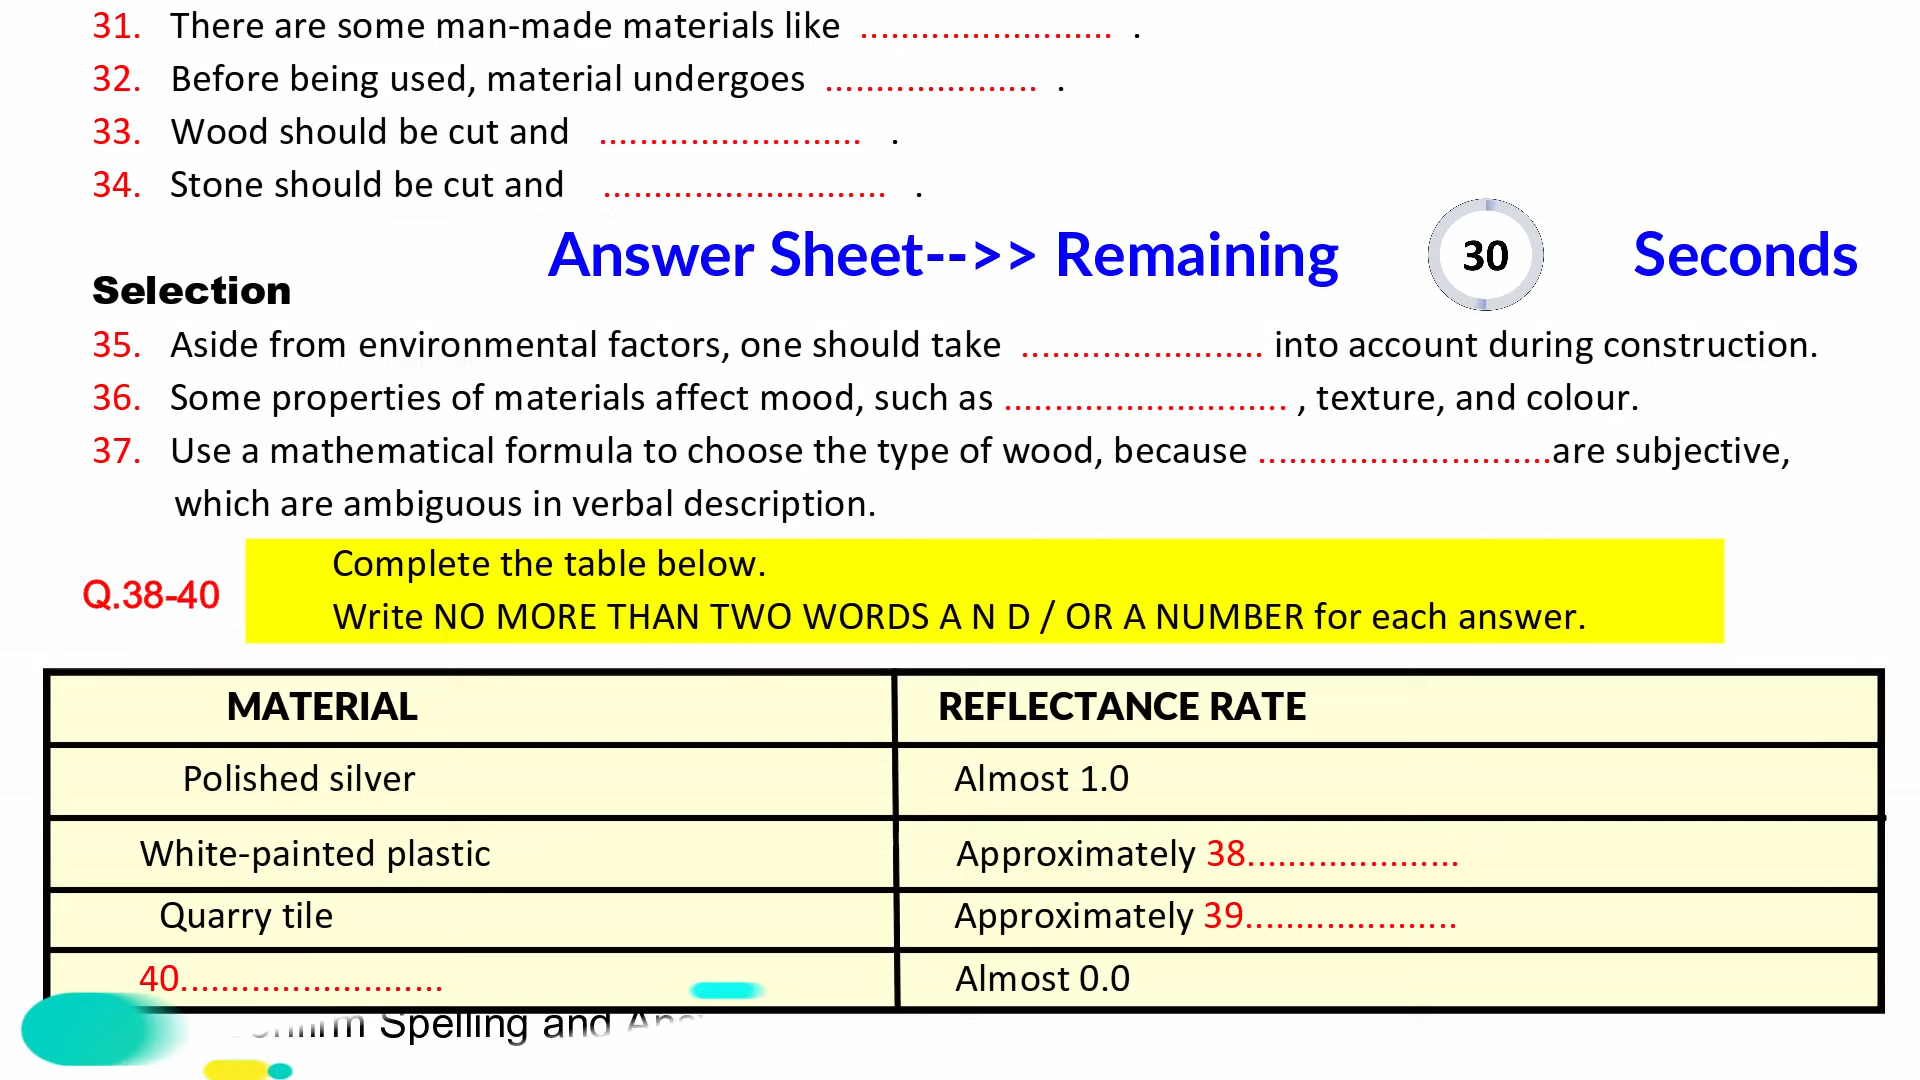 31. There are some man-made materials like ......................... .
32. Before being used, material undergoes ..................... .
33. Wood should be cut and .......................... .
34. Stone should be cut and ............................ .
Answer Sheet-->> Remaining 30 Seconds
Selection
35. Aside from environmental factors, one should take ........................ into account during construction.
36. Some properties of materials affect mood, such as ............................ , texture, and colour.
37. Use a mathematical formula to choose the type of wood, because .............................are subjective,
which are ambiguous in verbal description.
Q.38-40
Complete the table below.
Write NO MORE THAN TWO WORDS A N D / OR A NUMBER for each answer.
MATERIAL REFLECTANCE RATE
Polished silver Almost 1.0
White-painted plastic Approximately 38.....................
Quarry tile Approximately 39.....................
40.......................... Almost 0.0
Spelling and